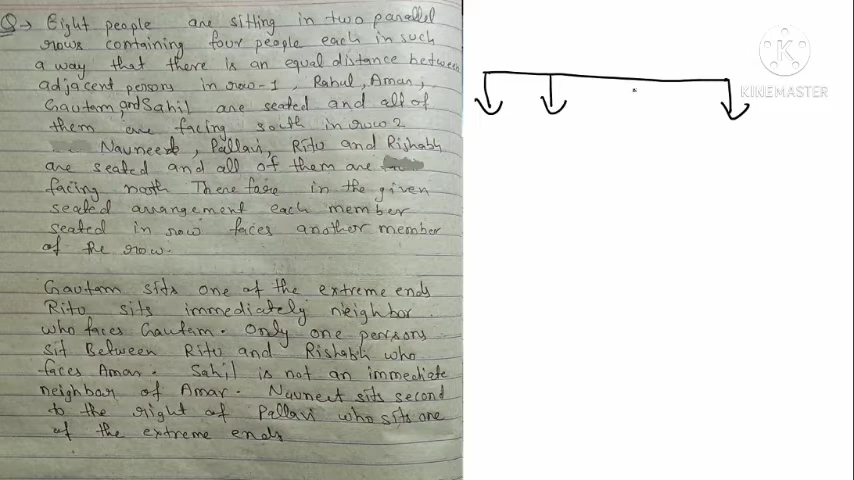 Q→ Eight people are sitting in two parallel
rows containing four people each in such
a way that there is an equal distance between
adjacent persons in row-1, Rahul, Aman,
Gautam, and Sahil are seated and all of
them are facing south in row 2
Navneet, Pallavi, Ritu and Rishabh
are seated and all of them are
facing north There fore in the given
seated arrangement each member
seated in row faces another member
of the row.
Gautam sits one of the extreme ends
Ritu sits immediately neighbor
who faces Gautam. Only one persons
sit Between Ritu and Rishabh who
faces Aman. Sahil is not an immediate
neighbar of Aman. Navneet sits second
to the right of Pallavi who sits one
of the extreme ends
K
KINEMASTER